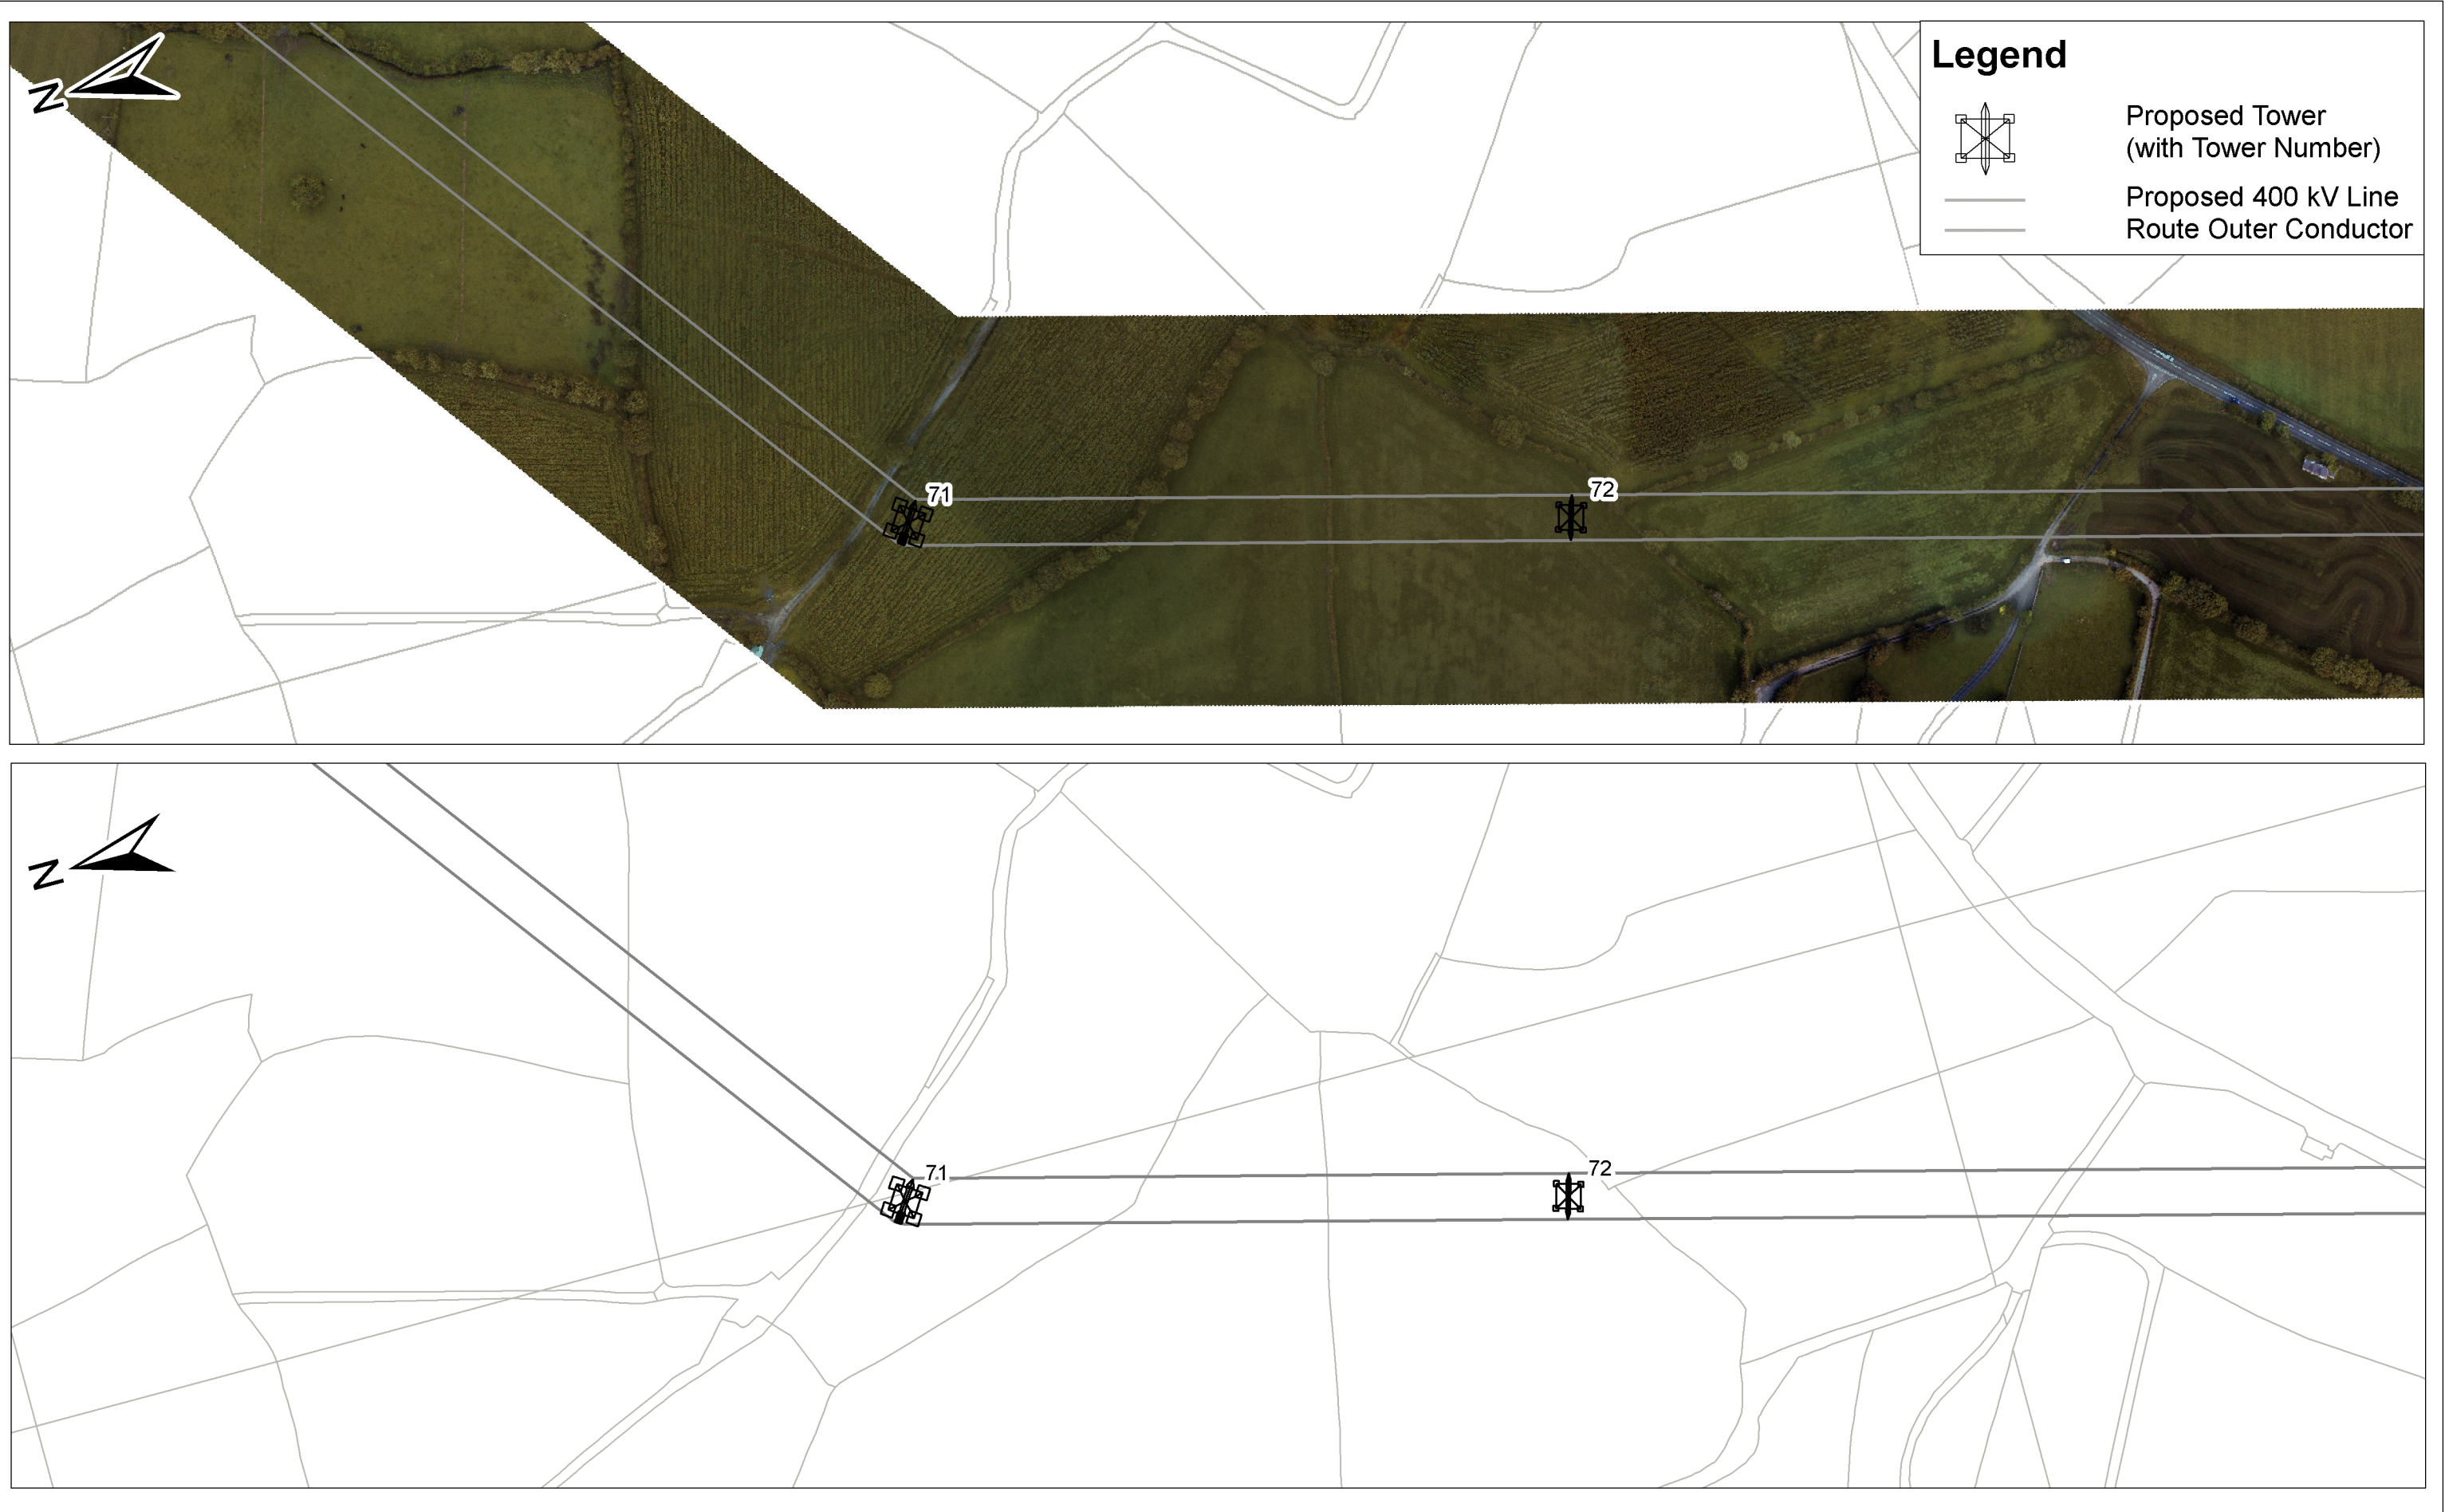 N
Legend
Proposed Tower
(with Tower Number)
Proposed 400 kV Line
Route Outer Conductor
71
72
N
71
72